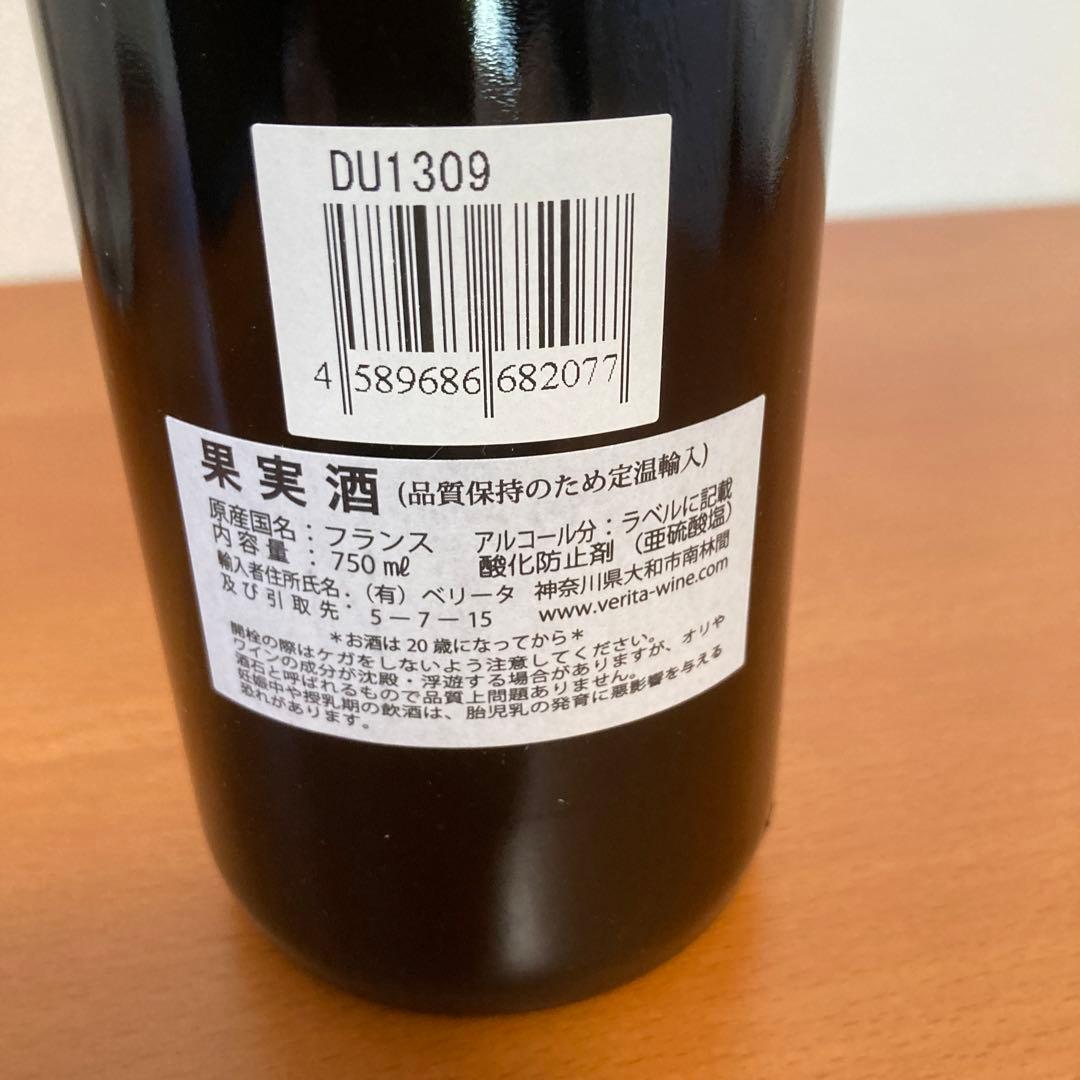 DU1309
4 589686 682077
果実酒 (品質保持のため定温輸入)
原産国名：フランス アルコール分：ラベルに記載
内容量：750㎖ 酸化防止剤（亜硫酸塩）
輸入者住所氏名．（有）ベリータ 神奈川県大和市南林間
及び引取先：5－7－15 www.verita-wine.com
＊お酒は20歳になってから＊
開栓の際はケガをしないよう注意してください。
ワインの成分が沈殿・浮遊する場合がありますが、オリや
酒石と呼ばれるもので品質上問題ありません。
妊娠中や授乳期の飲酒は、胎児乳の発育に悪影響を与える
恐れがあります。